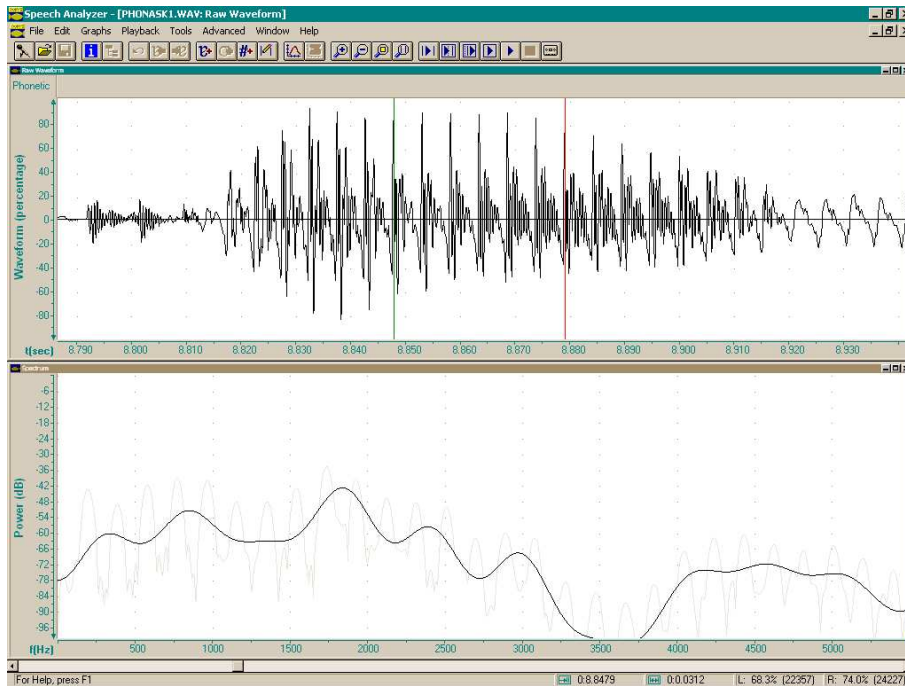 Speech Analyzer - [PHONASK1.WAV: Raw Waveform]
File Edit Graphs Playback Tools Advanced Window Help
Raw Waveform
Phonetic
Waveform (percentage)
80
60
40
20
0
-20
-40
-60
-80
t(sec) 8.790 8.800 8.810 8.820 8.830 8.840 8.850 8.860 8.870 8.880 8.890 8.900 8.910 8.920 8.930
Spectrum
Power (dB)
-6
-12
-18
-24
-30
-36
-42
-48
-54
-60
-66
-72
-78
-84
-90
-96
f(Hz) 500 1000 1500 2000 2500 3000 3500 4000 4500 5000
For Help, press F1 0:8.8479 0:0.0312 L: 68.3% (22357) R: 74.0% (24227)